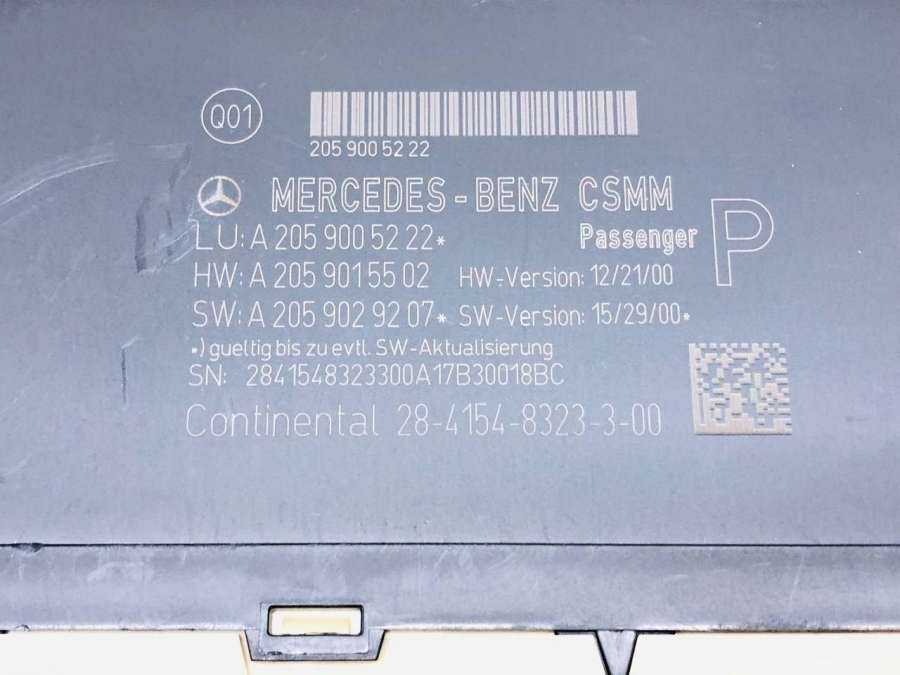 Q01
205 900 52 22
MERCEDES-BENZ CSMM
LU: A 205 900 52 22* Passenger P
HW: A 205 901 55 02 HW-Version: 12/21/00
SW: A 205 902 92 07* SW-Version: 15/29/00*
*) gueltig bis zu evtl. SW-Aktualisierung
SN: 2841548323300A17B30018BC
Continental 28-4154-8323-3-00